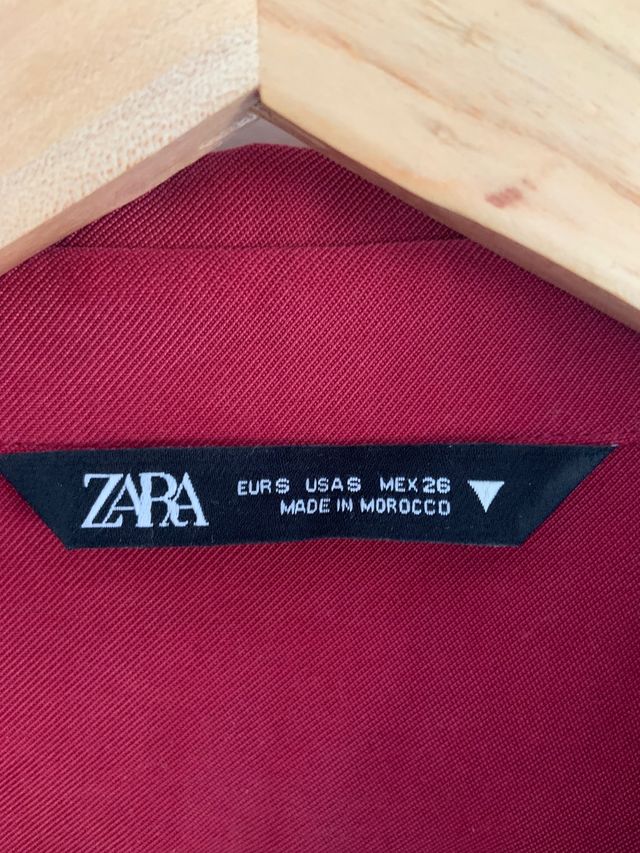 ZARA
EUR S USA S MEX 26
MADE IN MOROCCO